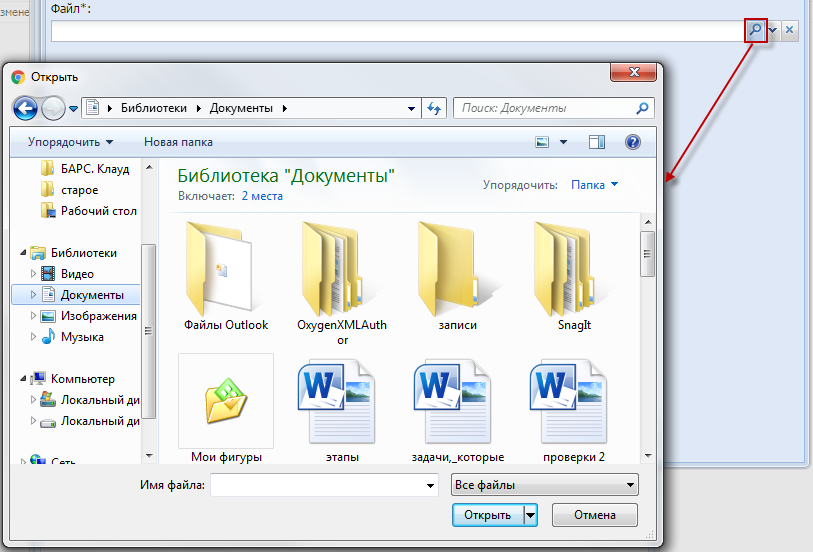 змене
Файл*:
Открыть
Библиотеки Документы
Поиск: Документы
Упорядочить Новая папка
БАРС. Клауд
старое
Рабочий стол
Библиотеки
Видео
Документы
Изображения
Музыка
Компьютер
Локальный ди
Локальный ди
Сеть
Библиотека "Документы"
Включает: 2 места
Упорядочить: Папка
Файлы Outlook
OxygenXMLAuth
or
записи
SnagIt
Мои фигуры
этапы
задачи,_которые
проверки 2
Имя файла:
Все файлы
Открыть
Отмена